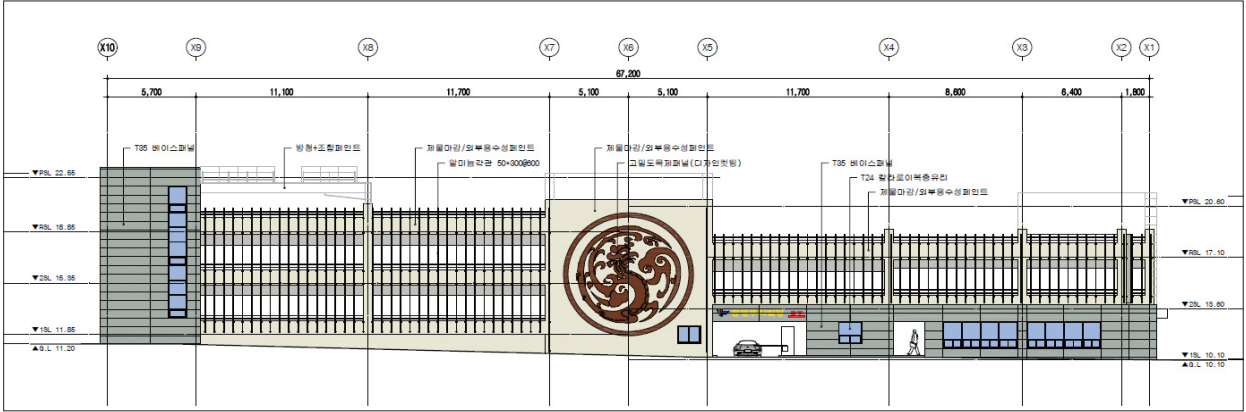 X10 X9 X8 X7 X6 X5 X4 X3 X2 X1
67,200
5,700 11,100 11,700 5,100 5,100 11,700 8,600 6,400 1,800
T35 베이스패널
방청+조합페인트
제물마감/외부용수성페인트
알미늄각관 50×300@600
제물마감/외부용수성페인트
고밀도목재패널(디자인컷팅)
T35 베이스패널
T24 칼라로이복층유리
제물마감/외부용수성페인트
▼PSL 22.65
▼RSL 18.85
▼2SL 15.35
▼1SL 11.85
▲G.L 11.20
▼PSL 20.60
▼RSL 17.10
▼2SL 13.60
▼1SL 10.10
▲G.L 10.10